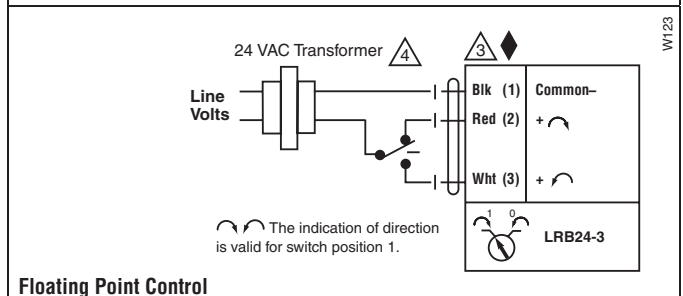 W123
24 VAC Transformer 4
3
Line
Volts
Blk (1) Common–
Red (2) +
Wht (3) +
The indication of direction
is valid for switch position 1.
1 0
LRB24-3
Floating Point Control